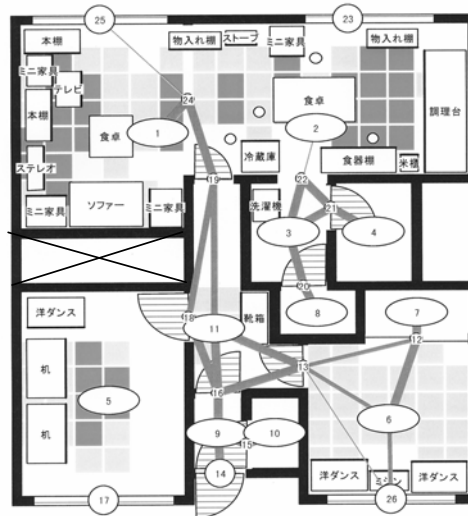 25
23
本棚
物入れ棚
ストーブ
ミニ家具
物入れ棚
ミニ家具
テレビ
本棚
24
食卓
1
食卓
2
調理台
ステレオ
冷蔵庫
食器棚
米櫃
ミニ家具
ソファー
ミニ家具
19
22
洗濯機
21
3
4
20
8
洋ダンス
18
11
靴箱
7
12
机
13
5
16
6
机
9
10
15
14
洋ダンス
ミシン
洋ダンス
17
26